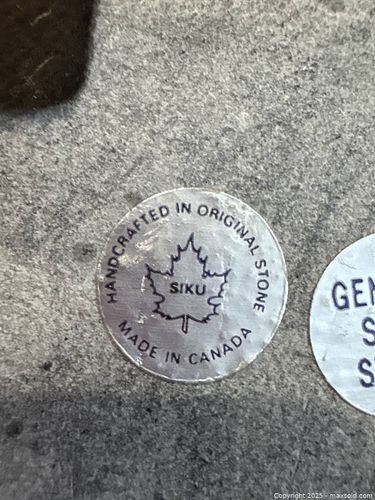 HANDCRAFTED IN ORIGINAL STONE
SIKU
MADE IN CANADA
GEN
S
S
Copyright 2025 - maxsold.com